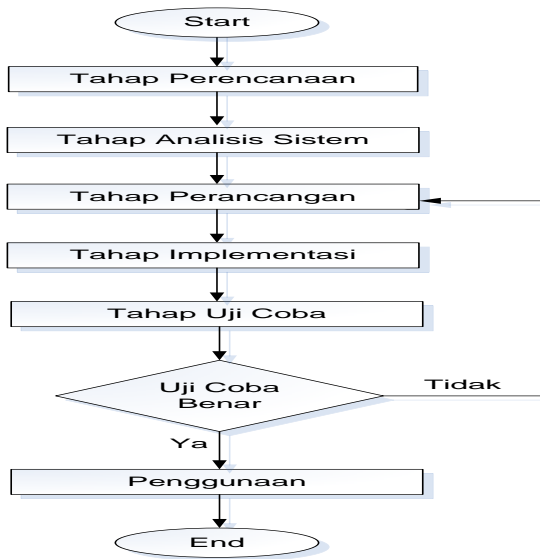 Start
Tahap Perencanaan
Tahap Analisis Sistem
Tahap Perancangan
Tahap Implementasi
Tahap Uji Coba
Uji Coba
Benar
Tidak
Ya
Penggunaan
End